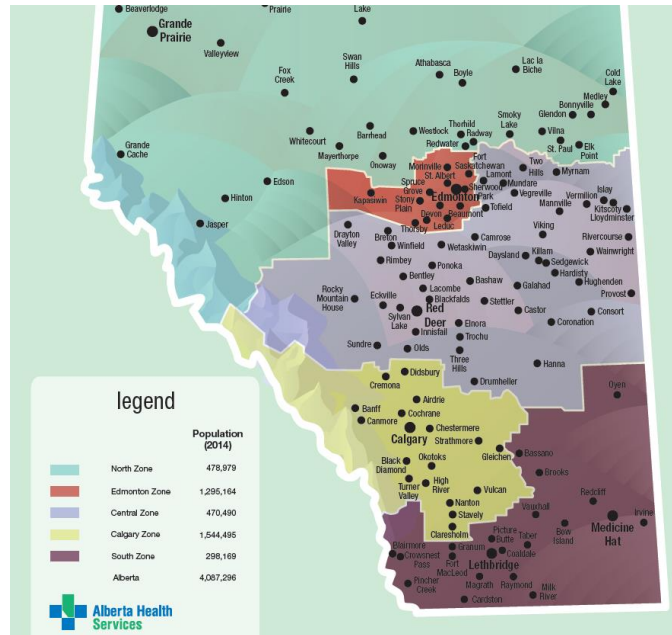 Beaverlodge
Prairie
Lake
Grande
Prairie
Valleyview
Fox
Creek
Swan
Hills
Athabasca
Boyle
Lac la
Biche
Cold
Lake
Medley
Bonnyville
Glendon
Whitecourt
Mayerthorpe
Barrhead
Onoway
Westlock
Thorhild
Radway
Redwater
Smoky
Lake
Vilna
St. Paul
Elk
Point
Grande
Cache
Edson
Hinton
Jasper
Morinville
St. Albert
Fort
Saskatchewan
Spruce
Grove
Stony
Plain
Kapasiwin
Edmonton
Sherwood
Park
Devon
Beaumont
Leduc
Thorsby
Lamont
Mundare
Two
Hills
Myrnam
Vegreville
Vermilion
Islay
Kitscoty
Lloydminster
Mannville
Tofield
Viking
Rivercourse
Wainwright
Drayton
Valley
Breton
Winfield
Wetaskiwin
Camrose
Daysland
Killam
Sedgewick
Hardisty
Hughenden
Provost
Rimbey
Ponoka
Bentley
Bashaw
Galahad
Rocky
Mountain
House
Eckville
Lacombe
Blackfalds
Stettler
Castor
Consort
Coronation
Sylvan
Lake
Red
Deer
Innisfail
Elnora
Trochu
Sundre
Olds
Three
Hills
Hanna
Didsbury
Cremona
Drumheller
Oyen
Airdrie
Banff
Cochrane
Canmore
Calgary
Chestermere
Strathmore
Gleichen
Bassano
Black
Diamond
Okotoks
Brooks
Turner
Valley
High
River
Vulcan
Redcliff
Nanton
Stavely
Vauxhall
Irvine
Claresholm
Medicine
Hat
Bow
Island
Picture
Butte
Taber
Blairmore
Granum
Coaldale
Crowsnest
Pass
Fort
MacLeod
Lethbridge
Pincher
Creek
Magrath
Raymond
Milk
River
Cardston
legend
Population
(2014)
North Zone 478,979
Edmonton Zone 1,295,164
Central Zone 470,490
Calgary Zone 1,544,495
South Zone 298,169
Alberta 4,087,296
Alberta Health
Services